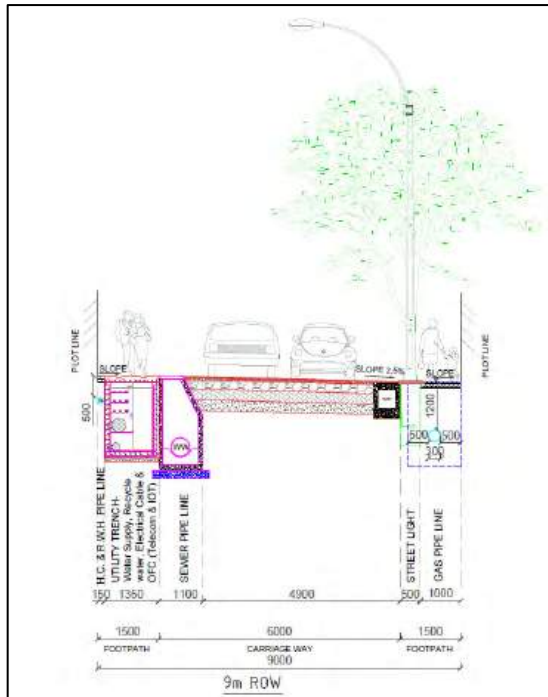 PLOT LINE
SLOPE
SLOPE 2.5%
SLOPE
PLOT LINE
500
1200
500
500
300
WW
H.C. & R.W.H. PIPE LINE
UTILITY TRENCH-
Water Supply, Recycle
water, Electrical Cable &
OFC (Telecom & IOT)
SEWER PIPE LINE
STREET LIGHT
GAS PIPE LINE
150
1350
1100
4900
500
1000
1500
6000
1500
FOOTPATH
CARRIAGE WAY
FOOTPATH
9000
9m ROW